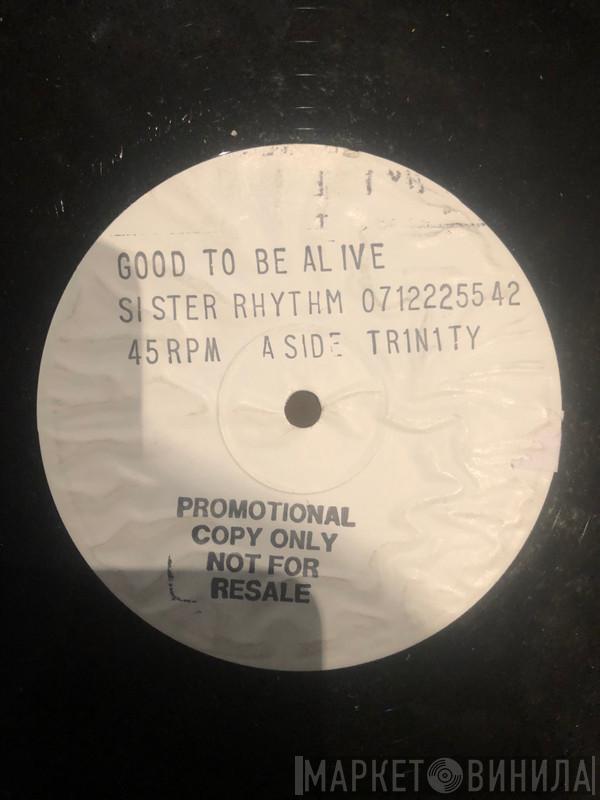 GOOD TO BE ALIVE
SISTER RHYTHM 0712225542
45RPM A SIDE TR1N1TY
PROMOTIONAL
COPY ONLY
NOT FOR
RESALE
МАРКЕТ ВИНИЛА